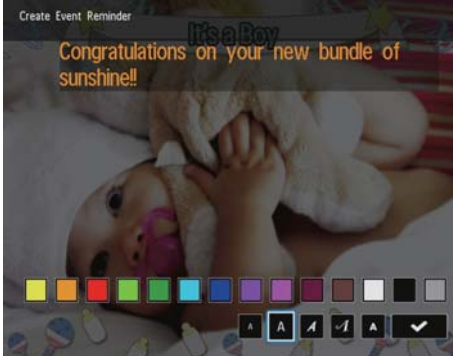 Create Event Reminder
It's a Boy
Congratulations on your new bundle of
sunshine!!
A A A A A